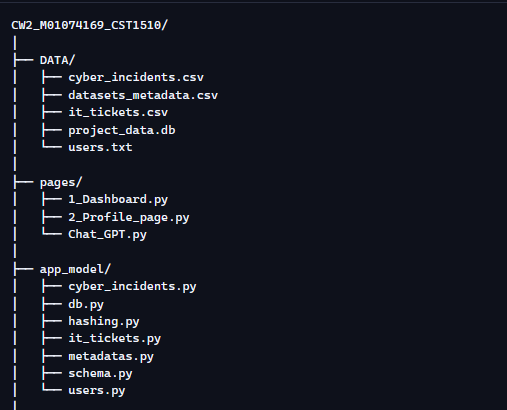 CW2_M01074169_CST1510/
│
├── DATA/
│   ├── cyber_incidents.csv
│   ├── datasets_metadata.csv
│   ├── it_tickets.csv
│   ├── project_data.db
│   └── users.txt
│
├── pages/
│   ├── 1_Dashboard.py
│   ├── 2_Profile_page.py
│   └── Chat_GPT.py
│
├── app_model/
│   ├── cyber_incidents.py
│   ├── db.py
│   ├── hashing.py
│   ├── it_tickets.py
│   ├── metadatas.py
│   ├── schema.py
│   └── users.py
│